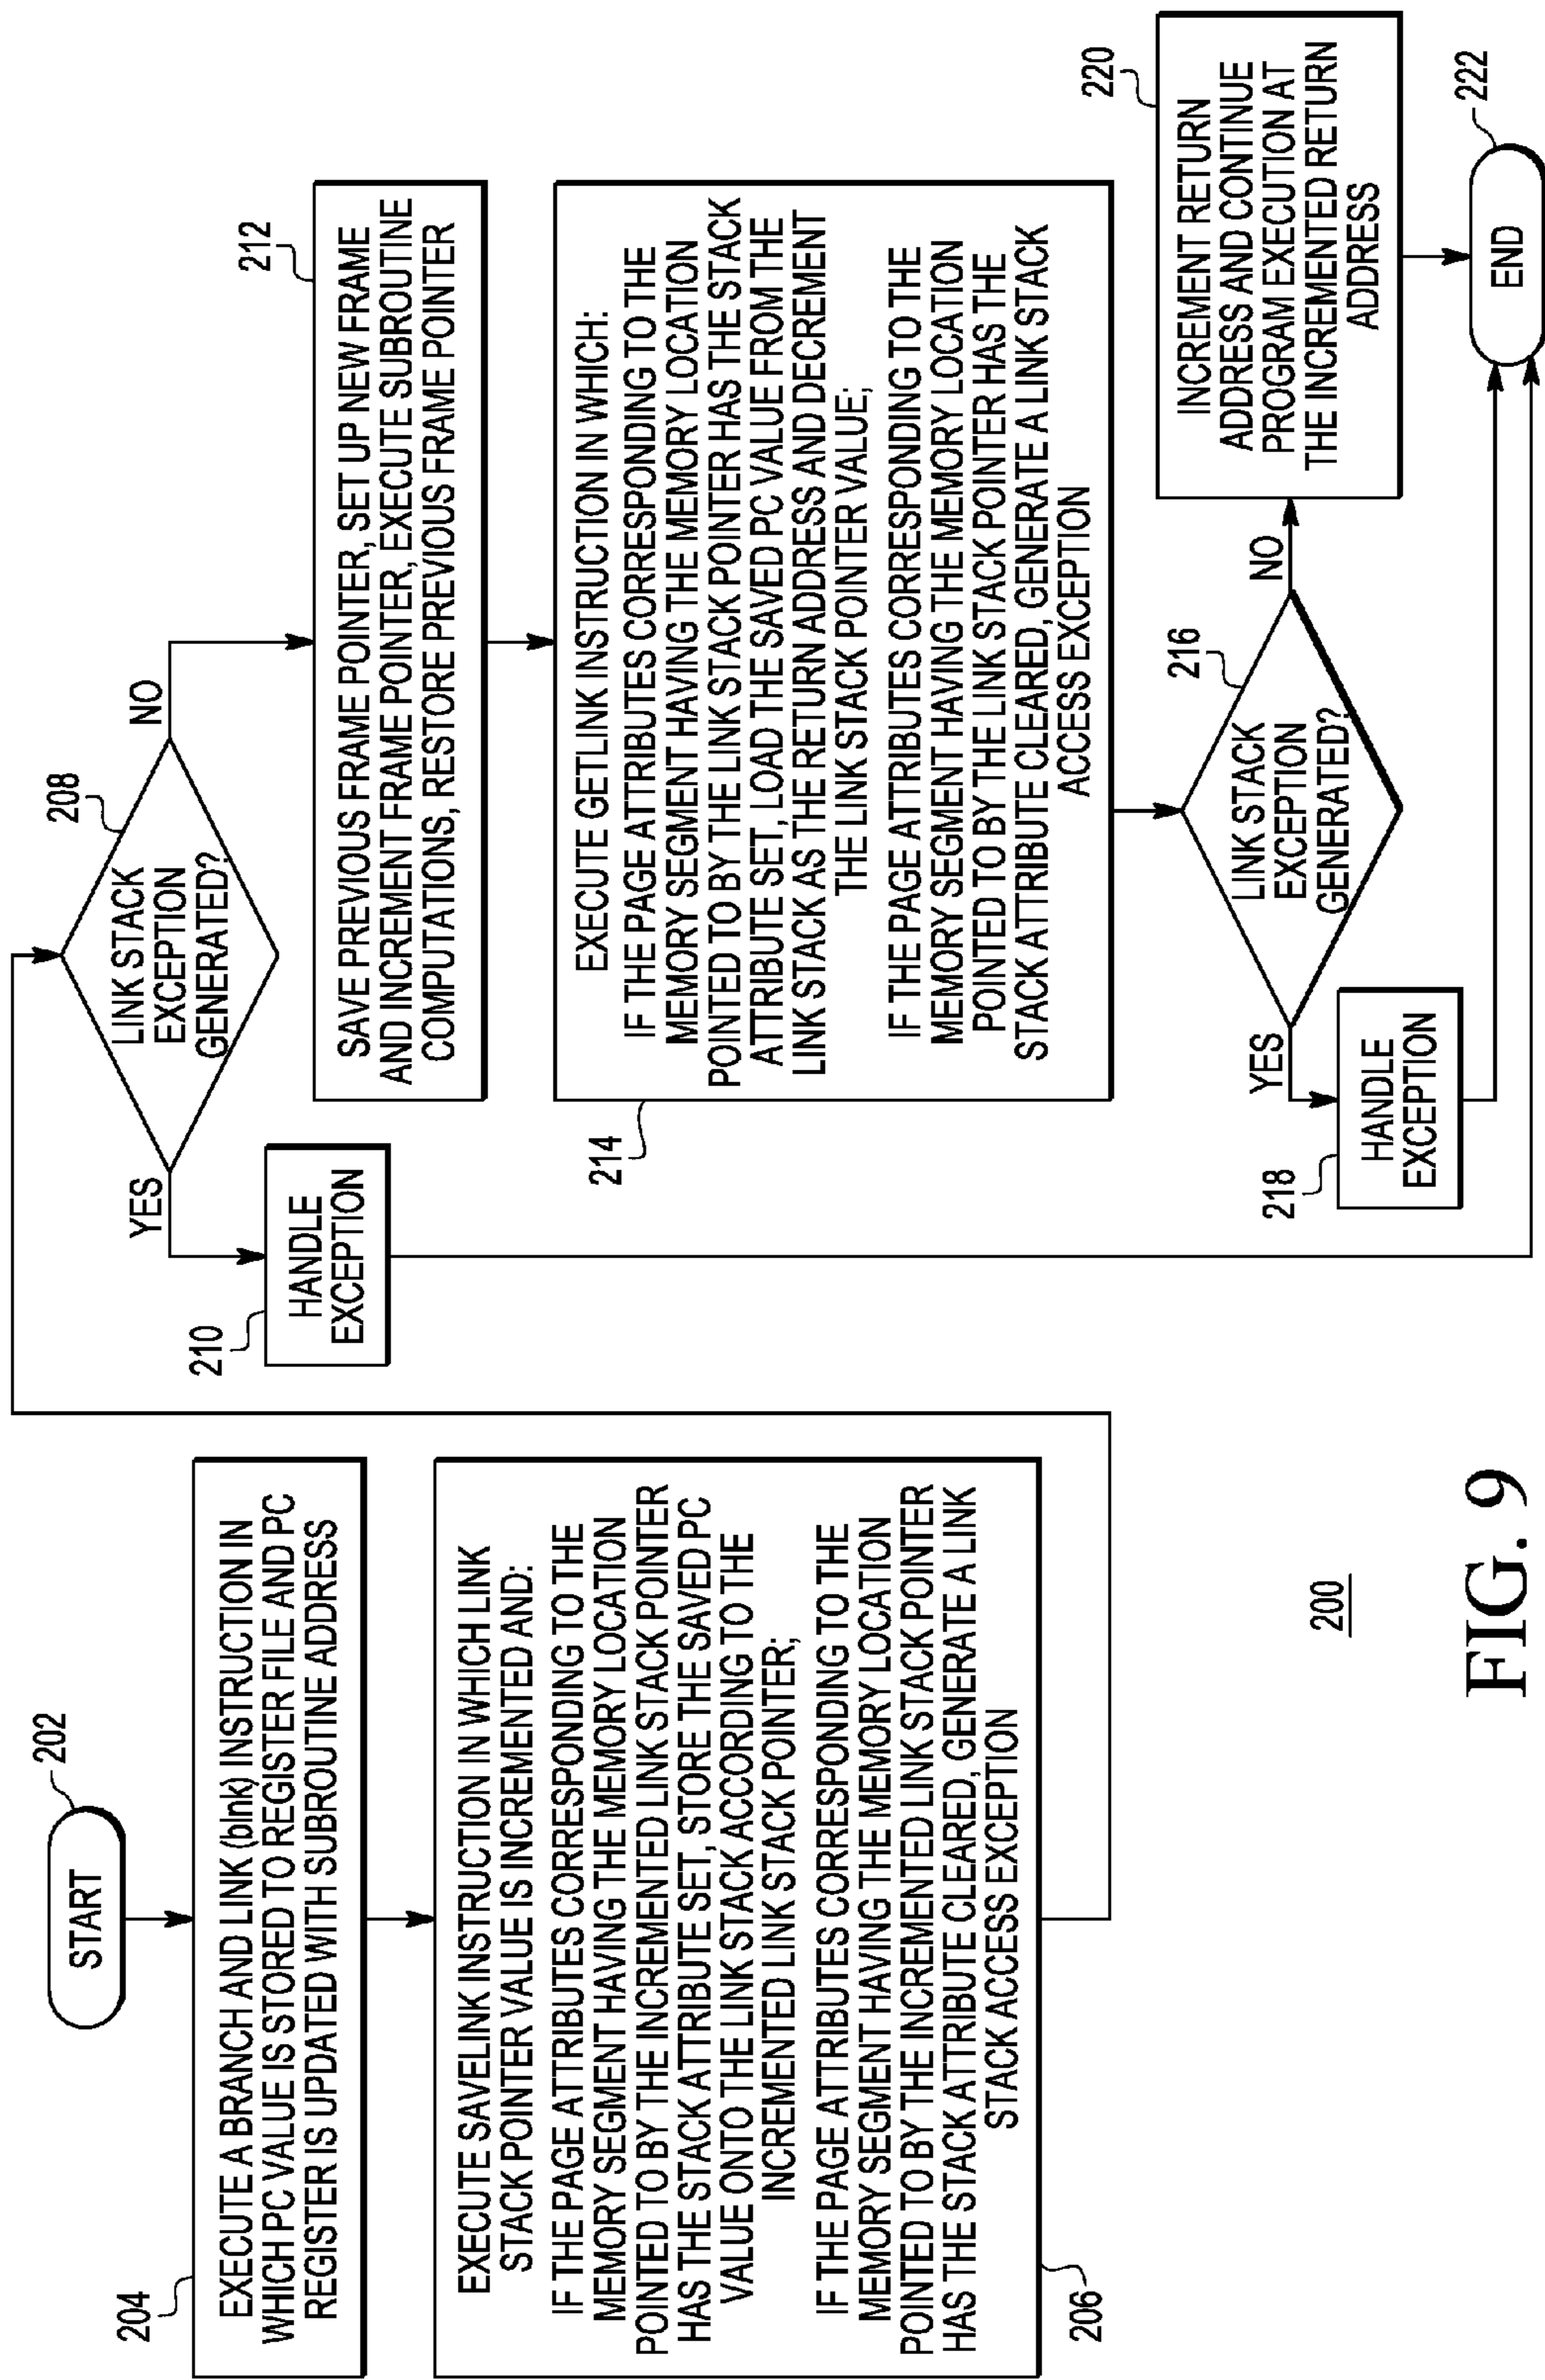 202
START
204
EXECUTE A BRANCH AND LINK (blnk) INSTRUCTION IN
WHICH PC VALUE IS STORED TO REGISTER FILE AND PC
REGISTER IS UPDATED WITH SUBROUTINE ADDRESS
EXECUTE SAVELINK INSTRUCTION IN WHICH LINK
STACK POINTER VALUE IS INCREMENTED AND:
IF THE PAGE ATTRIBUTES CORRESPONDING TO THE
MEMORY SEGMENT HAVING THE MEMORY LOCATION
POINTED TO BY THE INCREMENTED LINK STACK POINTER
HAS THE STACK ATTRIBUTE SET, STORE THE SAVED PC
VALUE ONTO THE LINK STACK ACCORDING TO THE
INCREMENTED LINK STACK POINTER;
IF THE PAGE ATTRIBUTES CORRESPONDING TO THE
MEMORY SEGMENT HAVING THE MEMORY LOCATION
POINTED TO BY THE INCREMENTED LINK STACK POINTER
HAS THE STACK ATTRIBUTE CLEARED, GENERATE A LINK
STACK ACCESS EXCEPTION
206
208
LINK STACK
EXCEPTION
GENERATED?
YES
NO
210
HANDLE
EXCEPTION
212
SAVE PREVIOUS FRAME POINTER, SET UP NEW FRAME
AND INCREMENT FRAME POINTER, EXECUTE SUBROUTINE
COMPUTATIONS, RESTORE PREVIOUS FRAME POINTER
214
EXECUTE GETLINK INSTRUCTION IN WHICH:
IF THE PAGE ATTRIBUTES CORRESPONDING TO THE
MEMORY SEGMENT HAVING THE MEMORY LOCATION
POINTED TO BY THE LINK STACK POINTER HAS THE STACK
ATTRIBUTE SET, LOAD THE SAVED PC VALUE FROM THE
LINK STACK AS THE RETURN ADDRESS AND DECREMENT
THE LINK STACK POINTER VALUE;
IF THE PAGE ATTRIBUTES CORRESPONDING TO THE
MEMORY SEGMENT HAVING THE MEMORY LOCATION
POINTED TO BY THE LINK STACK POINTER HAS THE
STACK ATTRIBUTE CLEARED, GENERATE A LINK STACK
ACCESS EXCEPTION
216
LINK STACK
EXCEPTION
GENERATED?
YES
NO
218
HANDLE
EXCEPTION
220
INCREMENT RETURN
ADDRESS AND CONTINUE
PROGRAM EXECUTION AT
THE INCREMENTED RETURN
ADDRESS
222
END
200
FIG. 9